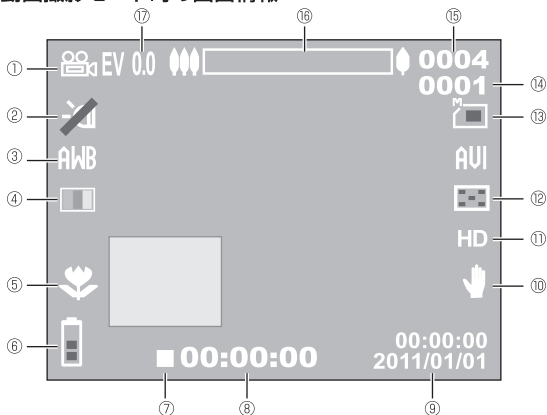 ⑰ ⑯ ⑮
① EV 0.0 0004
0001 ⑭
② M ⑬
③ AWB AVI
④ ⑫
HD ⑪
⑤ ⑩
⑥ 00:00:00
00:00:00 2011/01/01
⑦ ⑧ ⑨